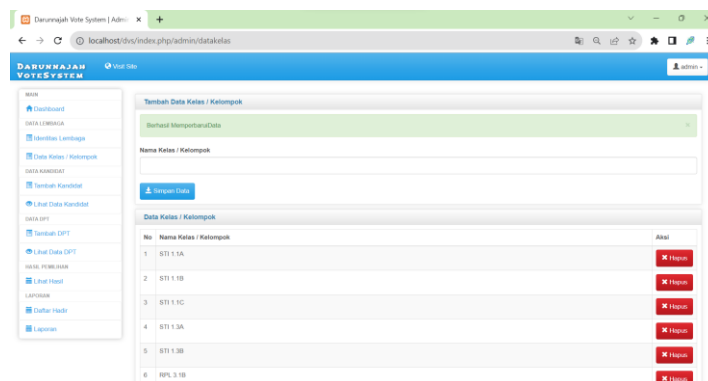 Darunnajah Vote System | Admi
localhost/dvs/index.php/admin/datakelas
DARUNNAJAH
VOTESYSTEM
Visit Site
admin
MAIN
Dashboard
DATA LEMBAGA
Identitas Lembaga
Data Kelas / Kelompok
DATA KANDIDAT
Tambah Kandidat
Lihat Data Kandidat
DATA DPT
Tambah DPT
Lihat Data DPT
HASIL PEMILIHAN
Lihat Hasil
LAPORAN
Daftar Hadir
Laporan
Tambah Data Kelas / Kelompok
Berhasil MemperbaruiData
Nama Kelas / Kelompok
Simpan Data
Data Kelas / Kelompok
No Nama Kelas / Kelompok Aksi
1 STI 1.1A Hapus
2 STI 1.1B Hapus
3 STI 1.1C Hapus
4 STI 1.3A Hapus
5 STI 1.3B Hapus
6 RPL 3.1B Hapus